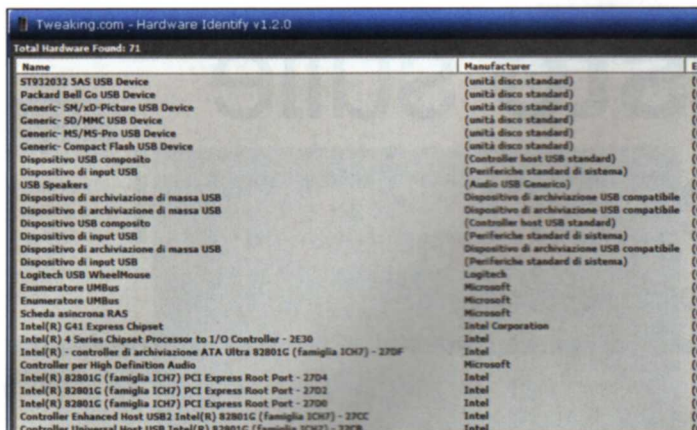 Tweaking.com - Hardware Identify v1.2.0
Total Hardware Found: 71
Name Manufacturer
ST932032 5AS USB Device (unità disco standard)
Packard Bell Go USB Device (unità disco standard)
Generic- SM/xD-Picture USB Device (unità disco standard)
Generic- SD/MMC USB Device (unità disco standard)
Generic- MS/MS-Pro USB Device (unità disco standard)
Generic- Compact Flash USB Device (unità disco standard)
Dispositivo USB composito (Controller host USB standard)
Dispositivo di input USB (Periferiche standard di sistema)
USB Speakers (Audio USB Generico)
Dispositivo di archiviazione di massa USB Dispositivo di archiviazione USB compatibile
Dispositivo di archiviazione di massa USB Dispositivo di archiviazione USB compatibile
Dispositivo USB composito (Controller host USB standard)
Dispositivo di input USB (Periferiche standard di sistema)
Dispositivo di archiviazione di massa USB Dispositivo di archiviazione USB compatibile
Dispositivo di input USB (Periferiche standard di sistema)
Logitech USB WheelMouse Logitech
Enumeratore UMBus Microsoft
Enumeratore UMBus Microsoft
Scheda asincrona RAS Microsoft
Intel(R) G41 Express Chipset Intel Corporation
Intel(R) 4 Series Chipset Processor to I/O Controller - 2E30 Intel
Intel(R) - controller di archiviazione ATA Ultra 82801G (famiglia ICH7) - 27DF Intel
Controller per High Definition Audio Microsoft
Intel(R) 82801G (famiglia ICH7) PCI Express Root Port - 27D4 Intel
Intel(R) 82801G (famiglia ICH7) PCI Express Root Port - 27D2 Intel
Intel(R) 82801G (famiglia ICH7) PCI Express Root Port - 27D0 Intel
Controller Enhanced Host USB2 Intel(R) 82801G (famiglia ICH7) - 27CC Intel
Controller Universal Host USB Intel(R) 82801G (famiglia ICH7) - 27CB Intel